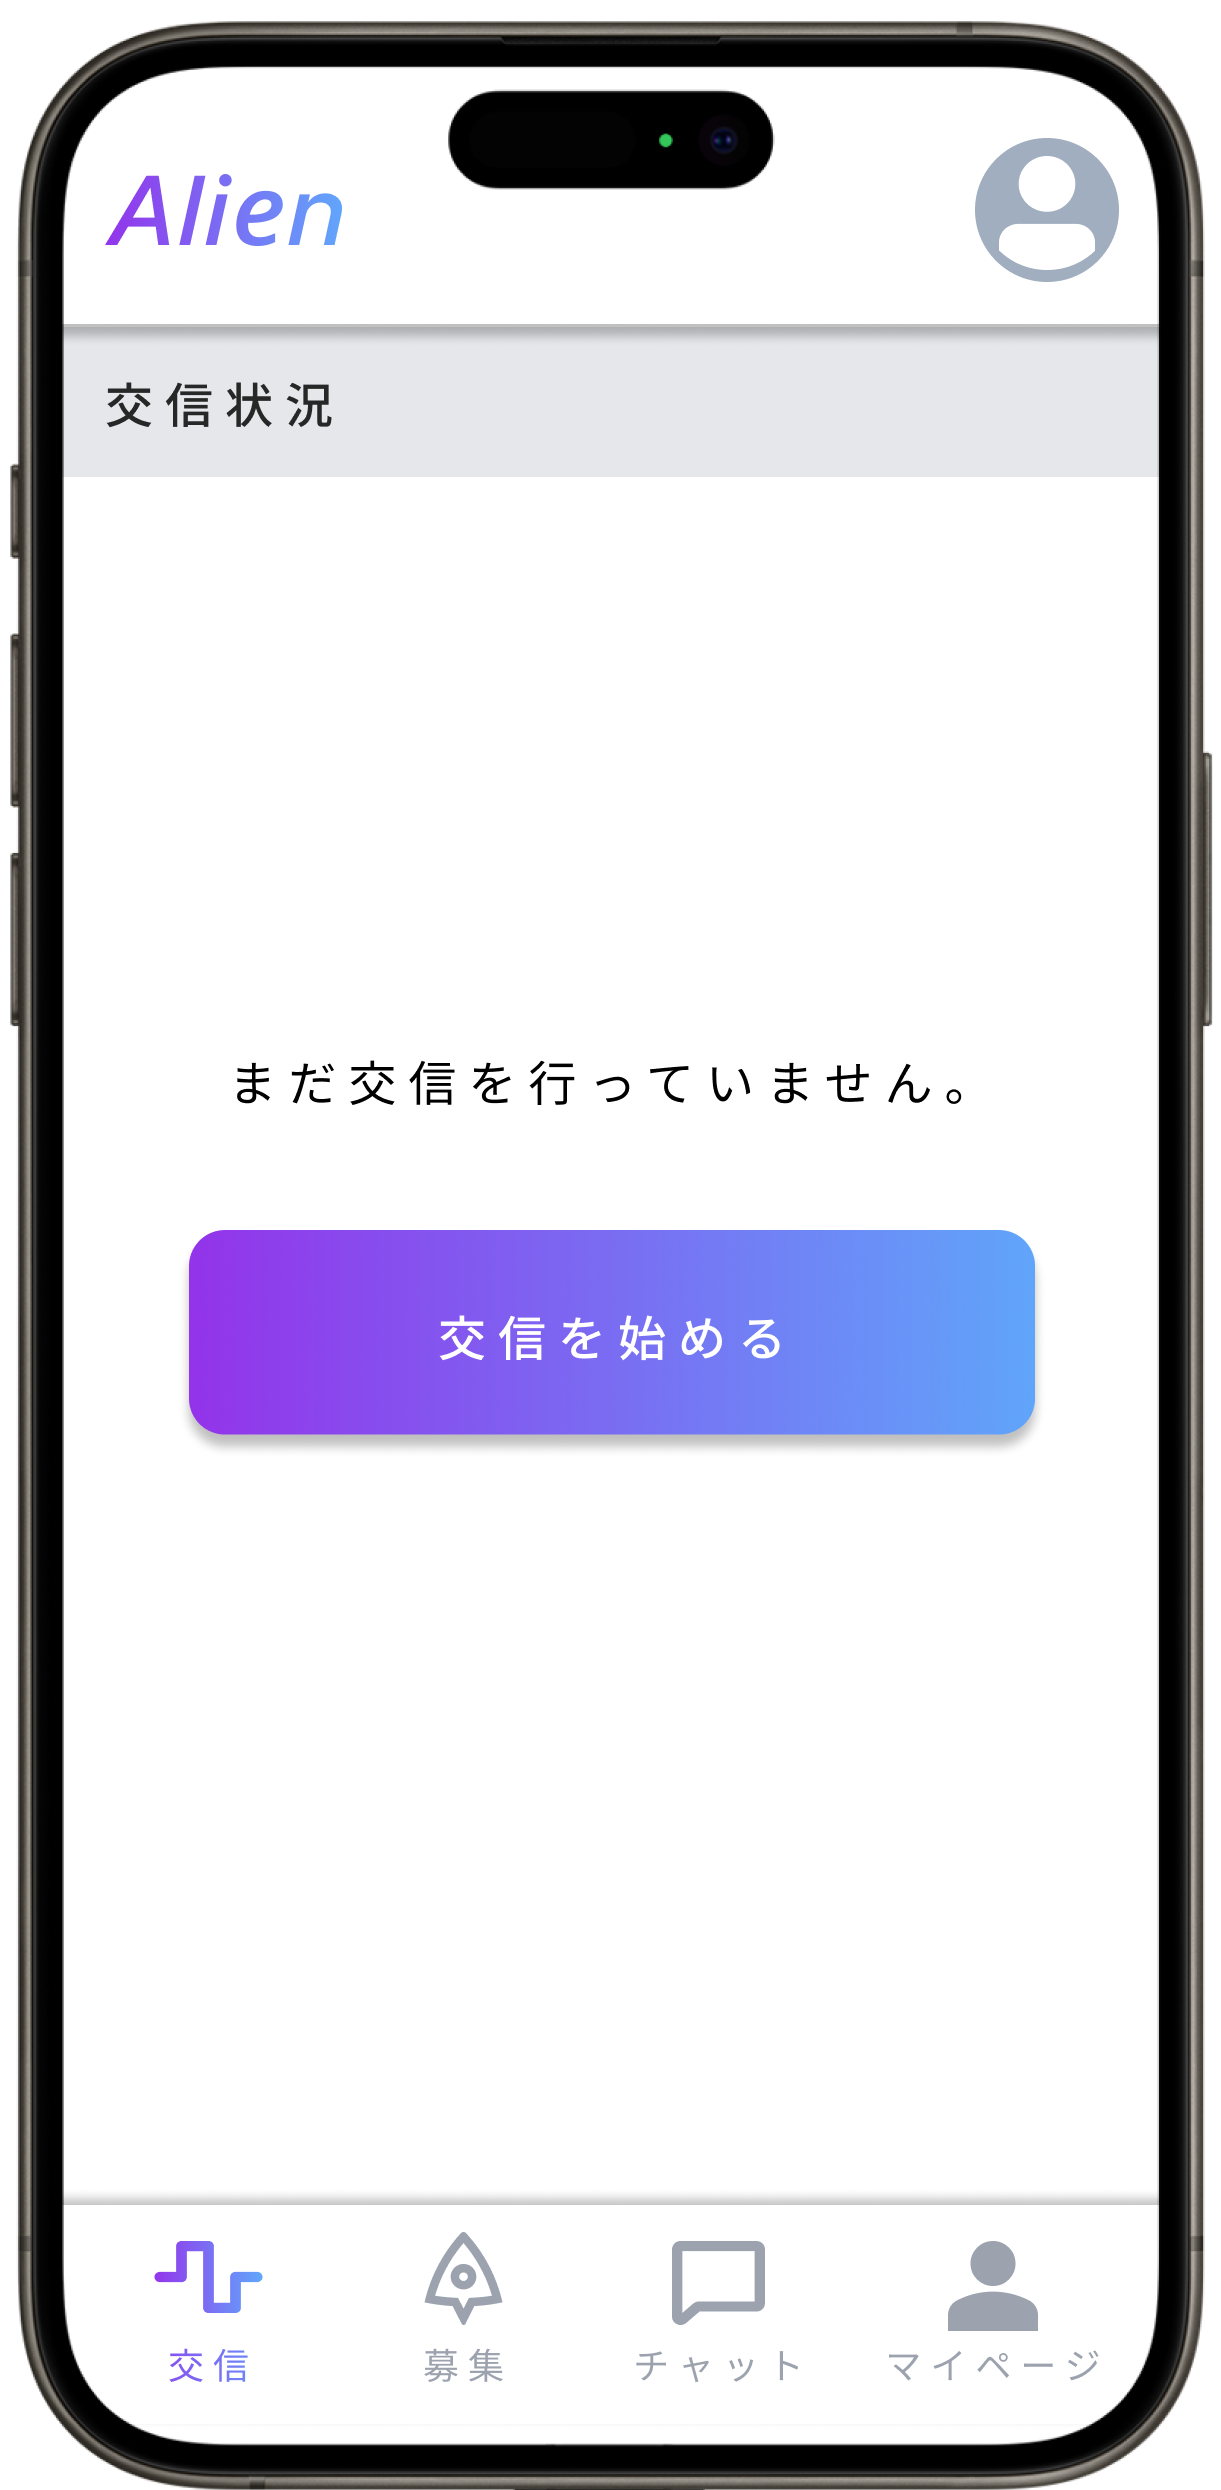 Alien
交信状況
まだ交信を行っていません。
交信を始める
交信
募集
チャット
マイページ